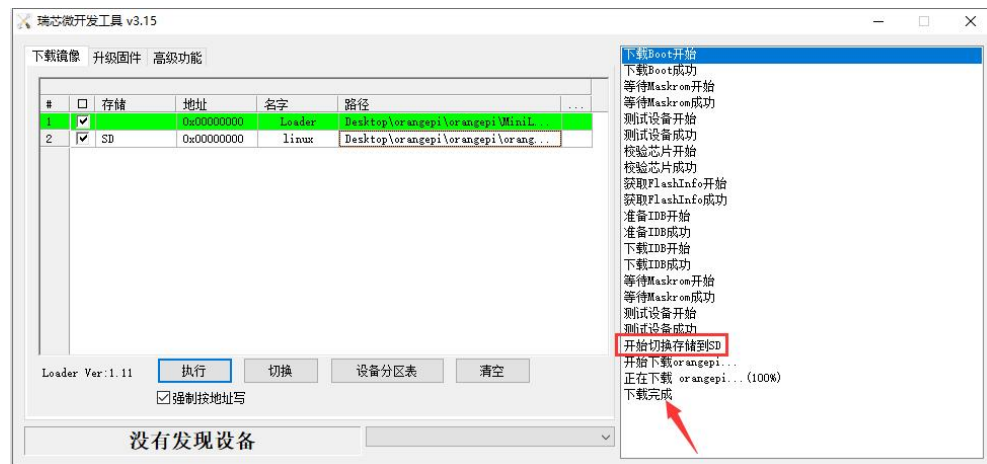 瑞芯微开发工具 v3.15
下载镜像 升级固件 高级功能
# 存储 地址 名字 路径 ...
1 0x00000000 Loader Desktop\orangepi\orangepi\MiniL...
2 SD 0x00000000 linux Desktop\orangepi\orangepi\orang...
Loader Ver:1.11 执行 切换 设备分区表 清空
强制按地址写
没有发现设备
下载Boot开始
下载Boot成功
等待Maskrom开始
等待Maskrom成功
测试设备开始
测试设备成功
校验芯片开始
校验芯片成功
获取FlashInfo开始
获取FlashInfo成功
准备IDB开始
准备IDB成功
下载IDB开始
下载IDB成功
等待Maskrom开始
等待Maskrom成功
测试设备开始
测试设备成功
开始切换存储到SD
开始下载orangepi...
正在下载 orangepi...(100%)
下载完成